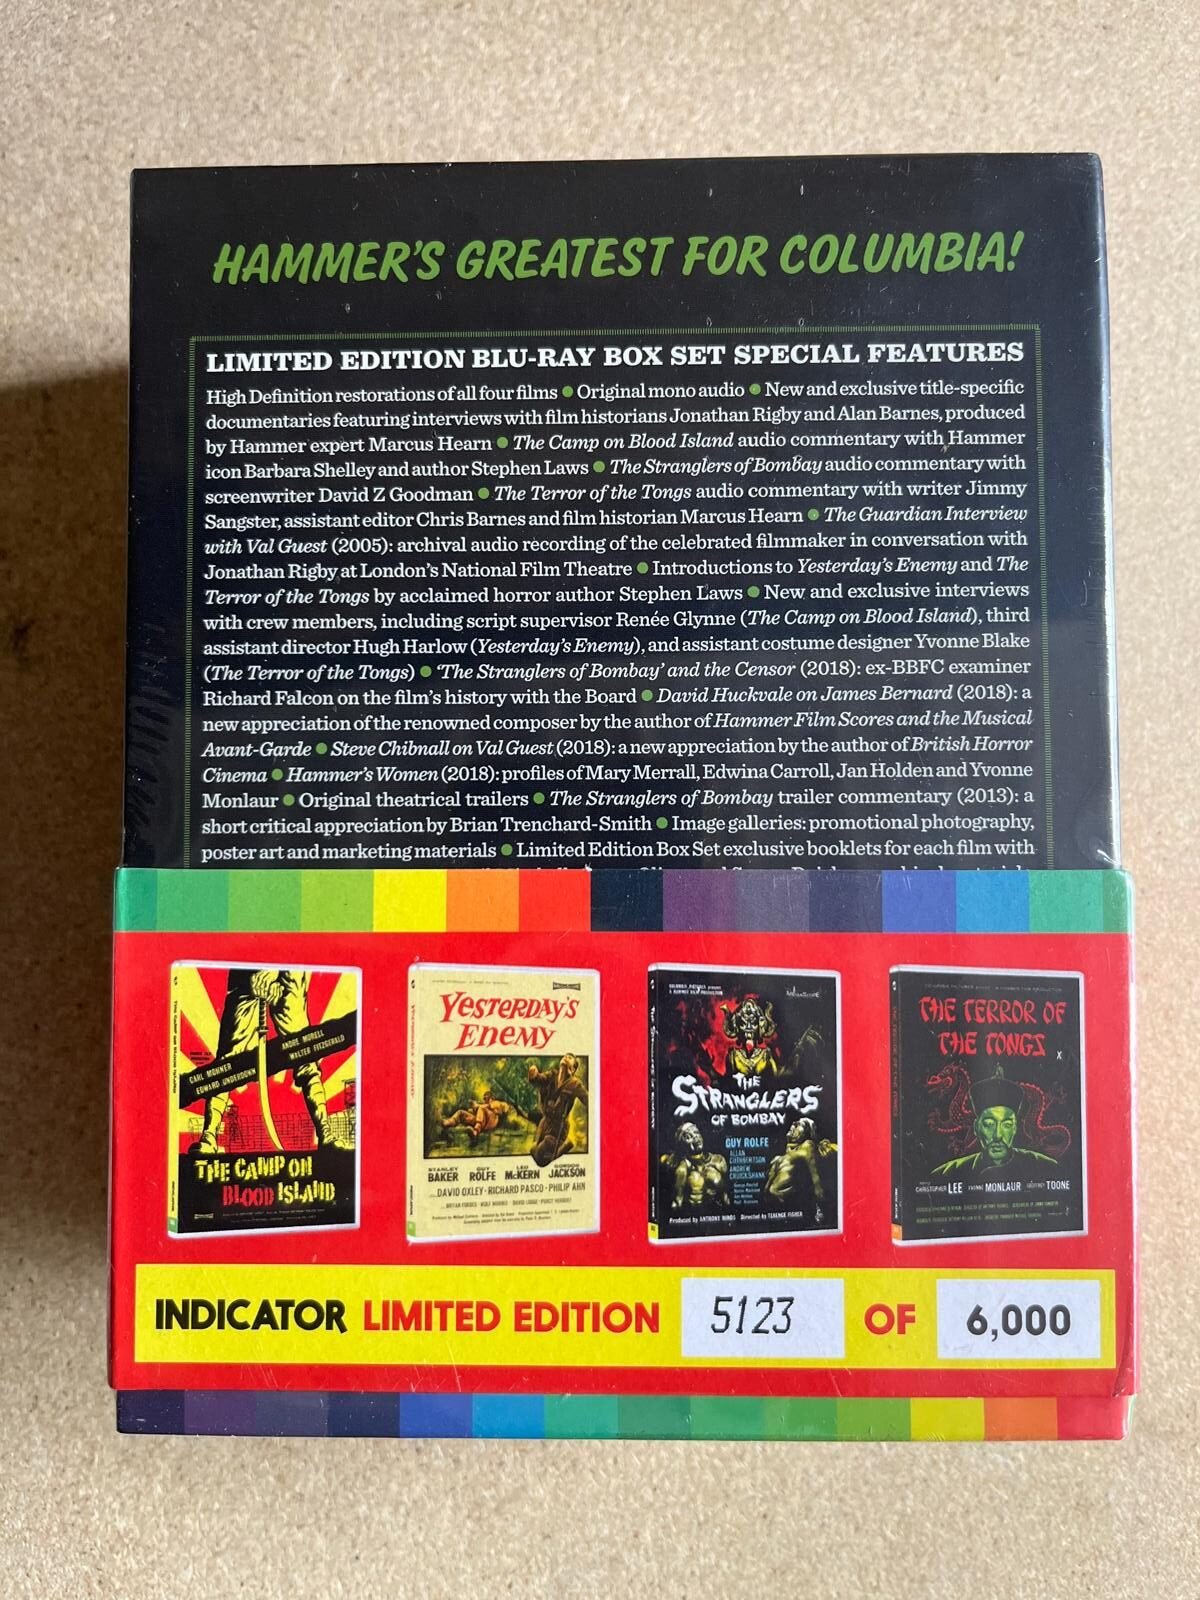 HAMMER'S GREATEST FOR COLUMBIA!
LIMITED EDITION BLU-RAY BOX SET SPECIAL FEATURES
High Definition restorations of all four films ● Original mono audio ● New and exclusive title-specific
documentaries featuring interviews with film historians Jonathan Rigby and Alan Barnes, produced
by Hammer expert Marcus Hearn ● The Camp on Blood Island audio commentary with Hammer
icon Barbara Shelley and author Stephen Laws ● The Stranglers of Bombay audio commentary with
screenwriter David Z Goodman ● The Terror of the Tongs audio commentary with writer Jimmy
Sangster, assistant editor Chris Barnes and film historian Marcus Hearn ● The Guardian Interview
with Val Guest (2005): archival audio recording of the celebrated filmmaker in conversation with
Jonathan Rigby at London's National Film Theatre ● Introductions to Yesterday's Enemy and The
Terror of the Tongs by acclaimed horror author Stephen Laws ● New and exclusive interviews
with crew members, including script supervisor Renée Glynne (The Camp on Blood Island), third
assistant director Hugh Harlow (Yesterday's Enemy), and assistant costume designer Yvonne Blake
(The Terror of the Tongs) ● 'The Stranglers of Bombay' and the Censor (2018): ex-BBFC examiner
Richard Falcon on the film's history with the Board ● David Huckvale on James Bernard (2018): a
new appreciation of the renowned composer by the author of Hammer Film Scores and the Musical
Avant-Garde ● Steve Chibnall on Val Guest (2018): a new appreciation by the author of British Horror
Cinema ● Hammer's Women (2018): profiles of Mary Merrall, Edwina Carroll, Jan Holden and Yvonne
Monlaur ● Original theatrical trailers ● The Stranglers of Bombay trailer commentary (2013): a
short critical appreciation by Brian Trenchard-Smith ● Image galleries: promotional photography,
poster art and marketing materials ● Limited Edition Box Set exclusive booklets for each film with
CARL MOHNER
ANDRE MORELL
EDWARD UNDERDOWN
WALTER FITZGERALD
THE CAMP ON
BLOOD ISLAND
YESTERDAY'S
ENEMY
STANLEY BAKER GUY ROLFE LEO McKERN GORDON JACKSON
DAVID OXLEY · RICHARD PASCO · PHILIP AHN
COLUMBIA PICTURES present
A HAMMER FILM PRODUCTION
MEGASCOPE
THE
STRANGLERS
OF BOMBAY
GUY ROLFE
ALLAN
CUTHBERTSON
ANDREW
CRUICKSHANK
Produced by ANTHONY HINDS Directed by TERENCE FISHER
THE TERROR OF
THE TONGS
X
CHRISTOPHER LEE YVONNE MONLAUR GEOFFREY TOONE
INDICATOR LIMITED EDITION 5123 OF 6,000